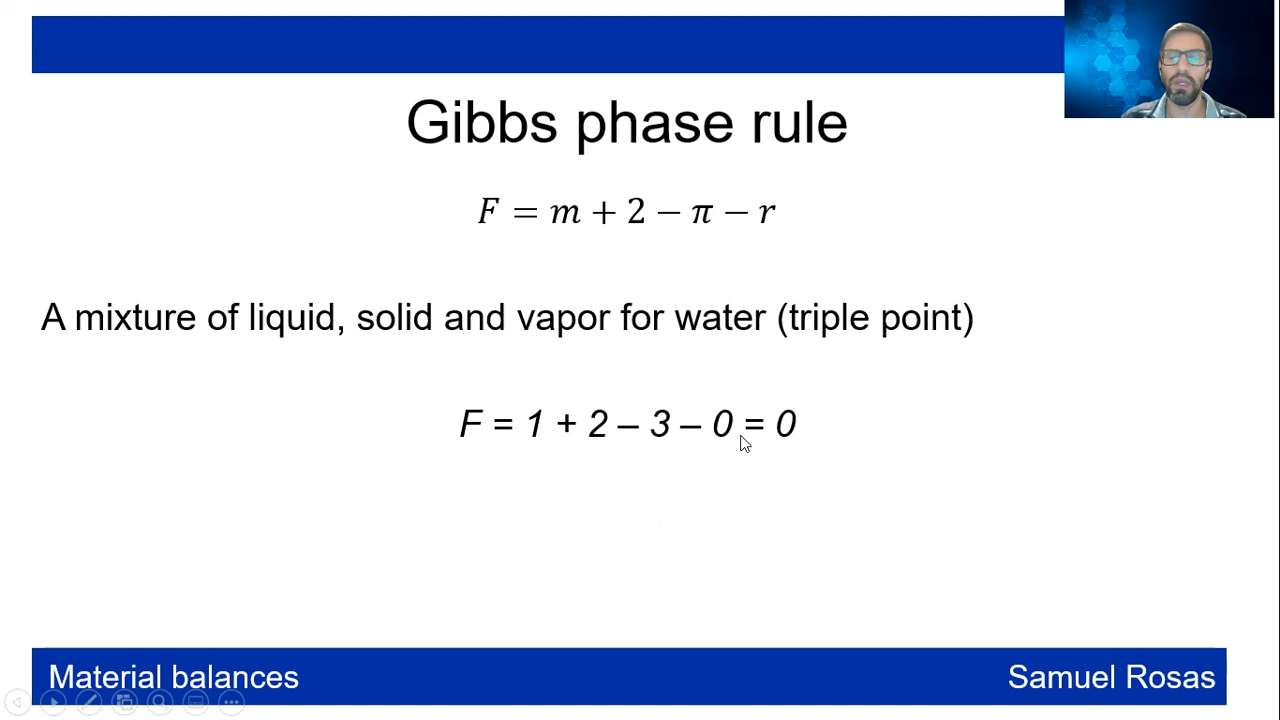 Gibbs phase rule
F = m + 2 − π − r
A mixture of liquid, solid and vapor for water (triple point)
F = 1 + 2 – 3 – 0 = 0
Material balances
Samuel Rosas